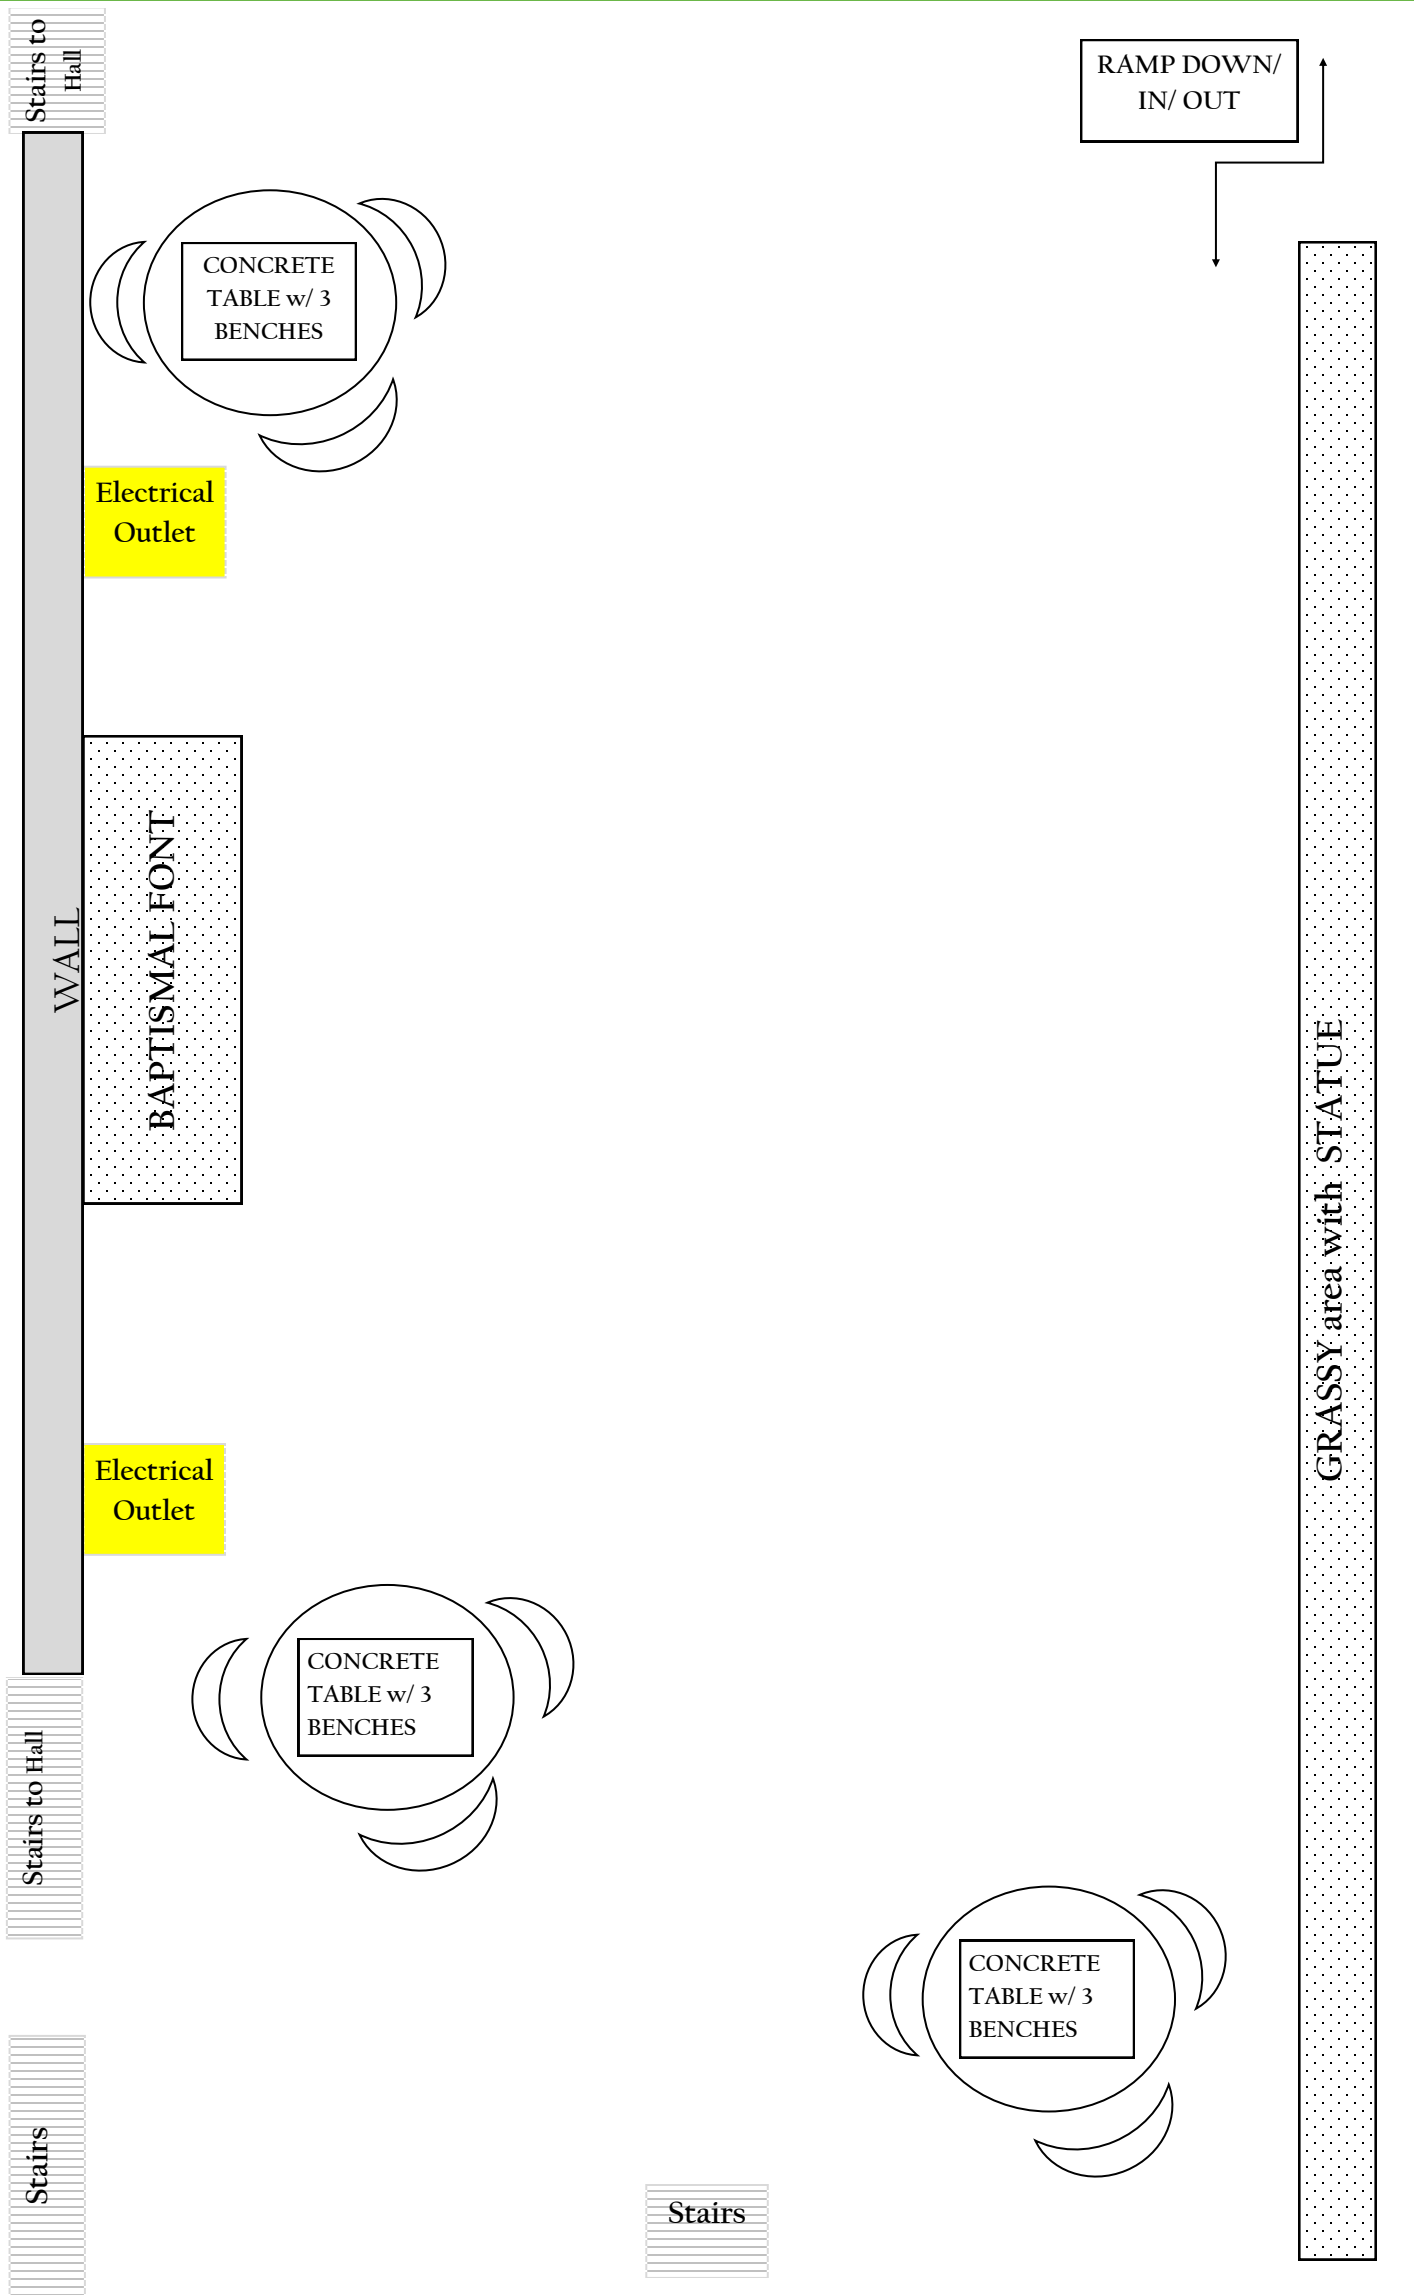 Stairs to
Hall
RAMP DOWN/
IN/ OUT
CONCRETE
TABLE w/ 3
BENCHES
Electrical
Outlet
WALL
BAPTISMAL FONT
GRASSY area with  STATUE
Electrical
Outlet
CONCRETE
TABLE w/ 3
BENCHES
Stairs to Hall
CONCRETE
TABLE w/ 3
BENCHES
Stairs
Stairs